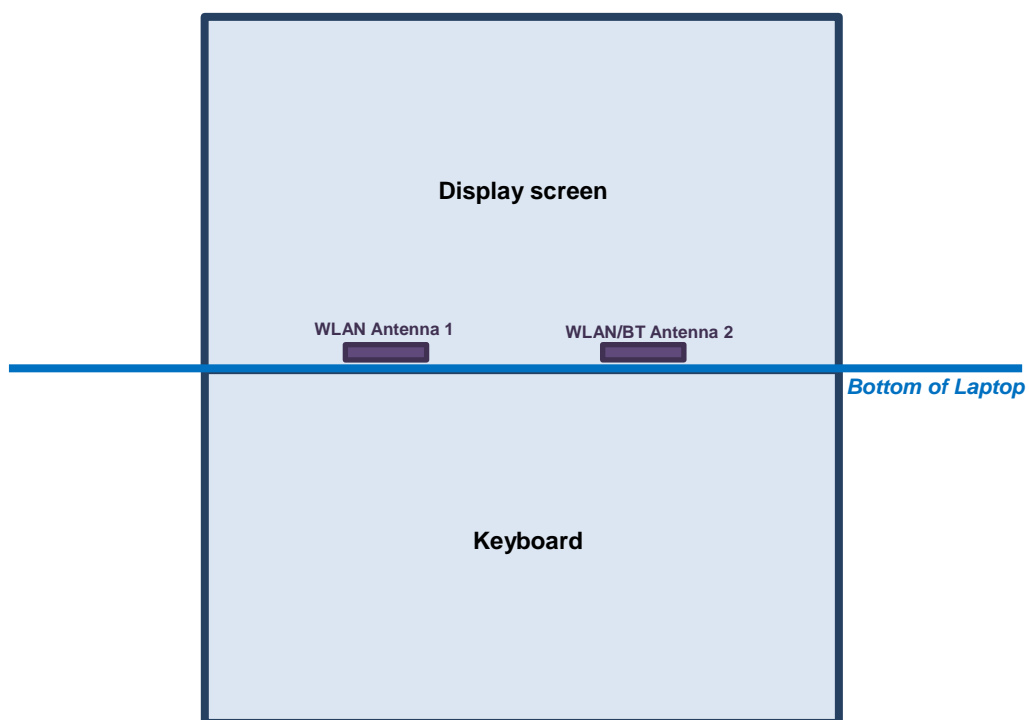 Display screen
WLAN Antenna 1
WLAN/BT Antenna 2
Bottom of Laptop
Keyboard